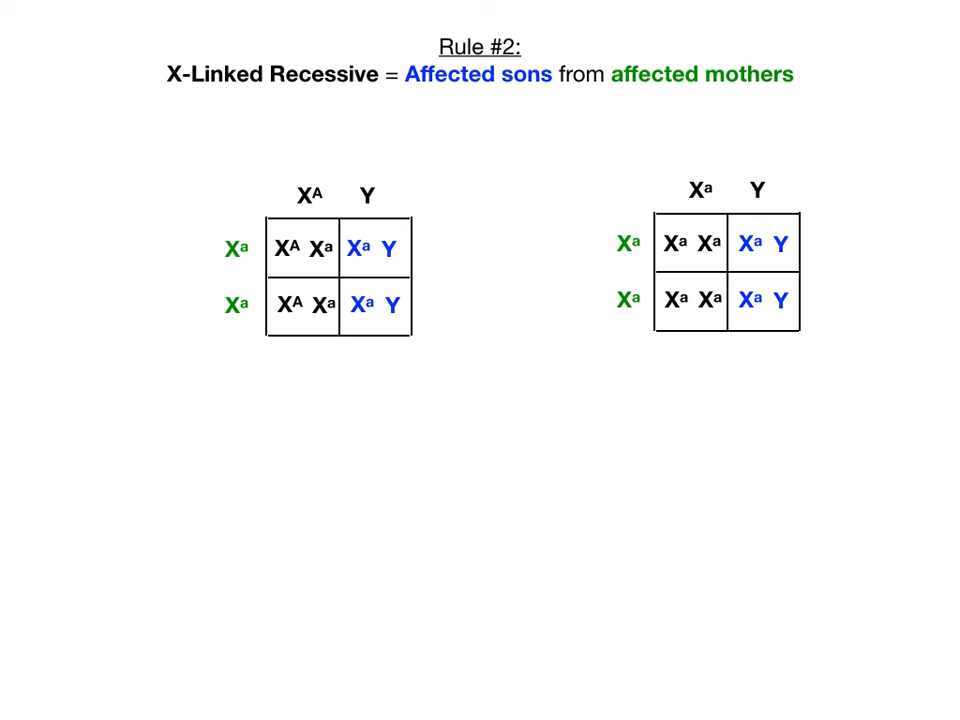 Rule #2:
X-Linked Recessive = Affected sons from affected mothers
Xᴬ Y
Xᵃ Xᴬ Xᵃ Xᵃ Y
Xᵃ Xᴬ Xᵃ Xᵃ Y
Xᵃ Y
Xᵃ Xᵃ Xᵃ Xᵃ Y
Xᵃ Xᵃ Xᵃ Xᵃ Y